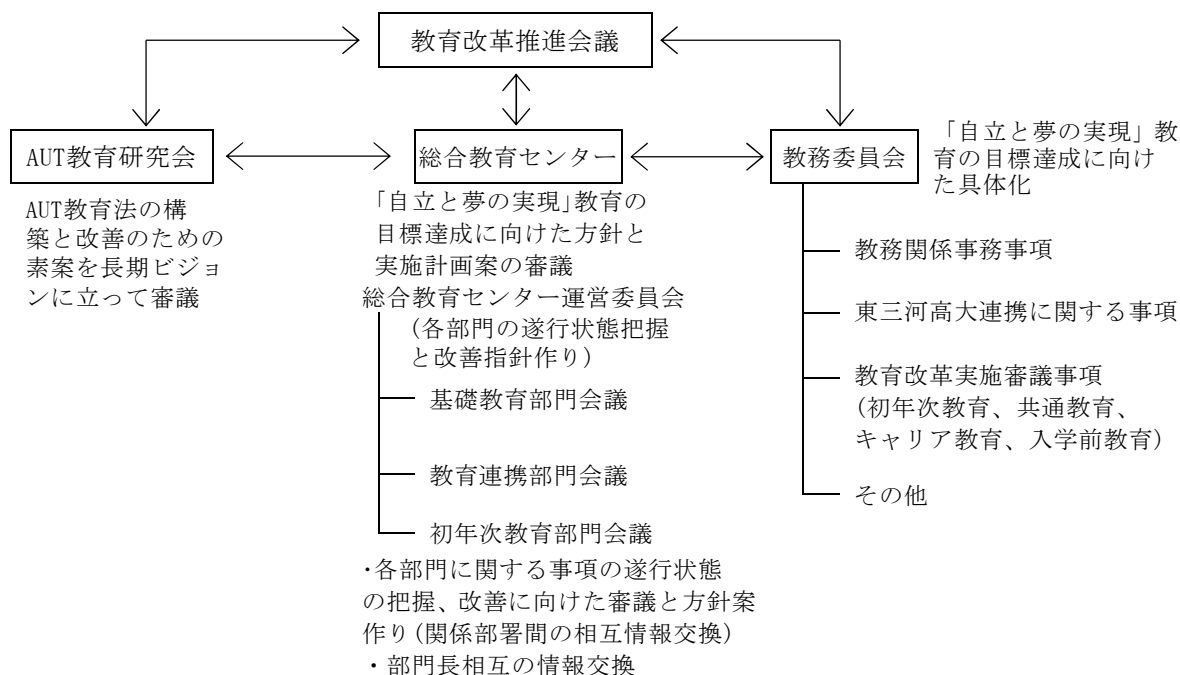 教育改革推進会議
AUT教育研究会
総合教育センター
教務委員会
「自立と夢の実現」教
育の目標達成に向け
た具体化
AUT教育法の構
築と改善のための
素案を長期ビジョ
ンに立って審議
「自立と夢の実現」教育の
目標達成に向けた方針と
実施計画案の審議
総合教育センター運営委員会
(各部門の遂行状態把握
と改善指針作り)
基礎教育部門会議
教育連携部門会議
初年次教育部門会議
・各部門に関する事項の遂行状態
の把握、改善に向けた審議と方針案
作り(関係部署間の相互情報交換)
・部門長相互の情報交換
教務関係事務事項
東三河高大連携に関する事項
教育改革実施審議事項
(初年次教育、共通教育、
キャリア教育、入学前教育)
その他